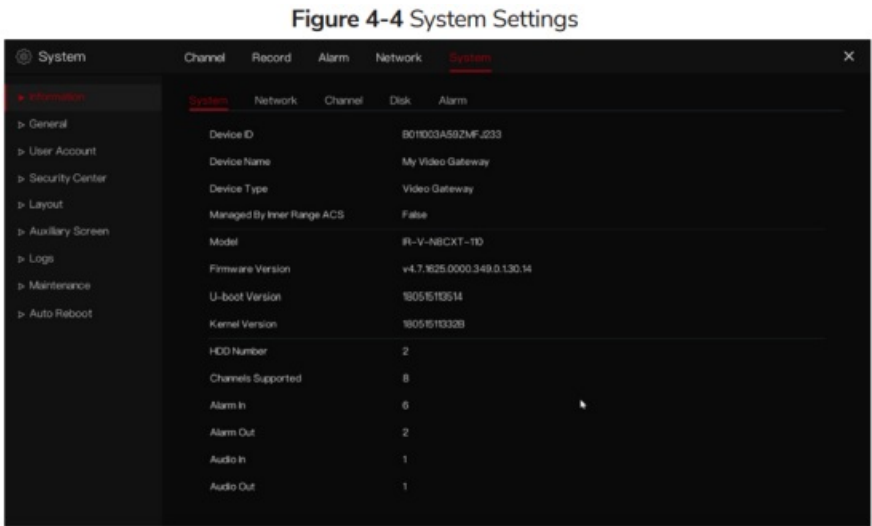 Figure 4-4 System Settings
System Channel Record Alarm Network System ×
Information
General
User Account
Security Center
Layout
Auxiliary Screen
Logs
Maintenance
Auto Reboot
System Network Channel Disk Alarm
Device ID B011003A59ZMFJ233
Device Name My Video Gateway
Device Type Video Gateway
Managed By Inner Range ACS False
Model IR-V-N8CXT-110
Firmware Version v4.7.1625.0000.349.0.1.30.14
U-boot Version 180515113514
Kernel Version 18051511332B
HDD Number 2
Channels Supported 8
Alarm In 6
Alarm Out 2
Audio In 1
Audio Out 1